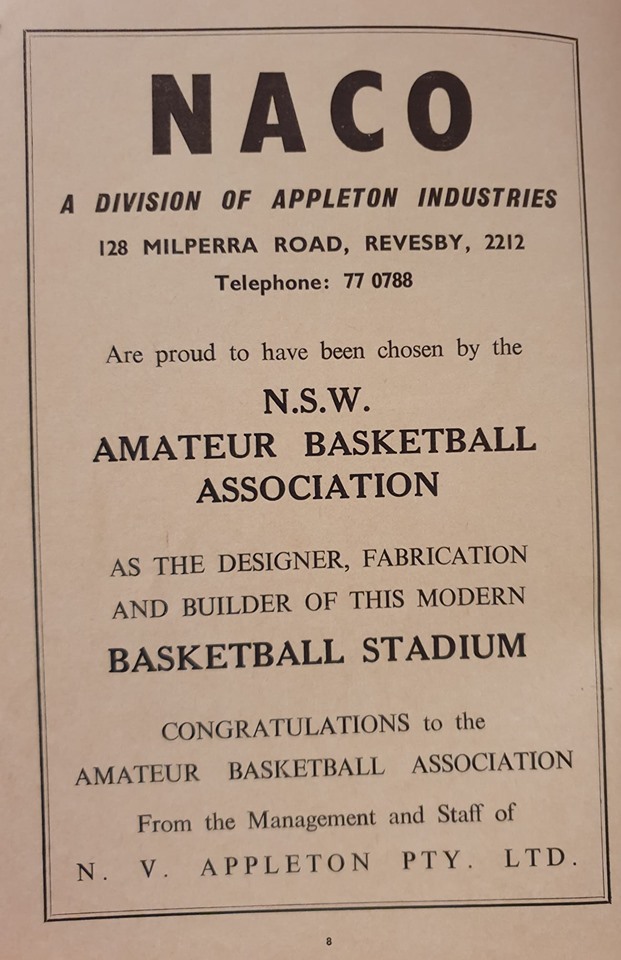 NACO
A DIVISION OF APPLETON INDUSTRIES
128 MILPERRA ROAD, REVESBY, 2212
Telephone: 77 0788
Are proud to have been chosen by the
N.S.W.
AMATEUR BASKETBALL
ASSOCIATION
AS THE DESIGNER, FABRICATION
AND BUILDER OF THIS MODERN
BASKETBALL STADIUM
CONGRATULATIONS to the
AMATEUR BASKETBALL ASSOCIATION
From the Management and Staff of
N. V. APPLETON PTY. LTD.
8